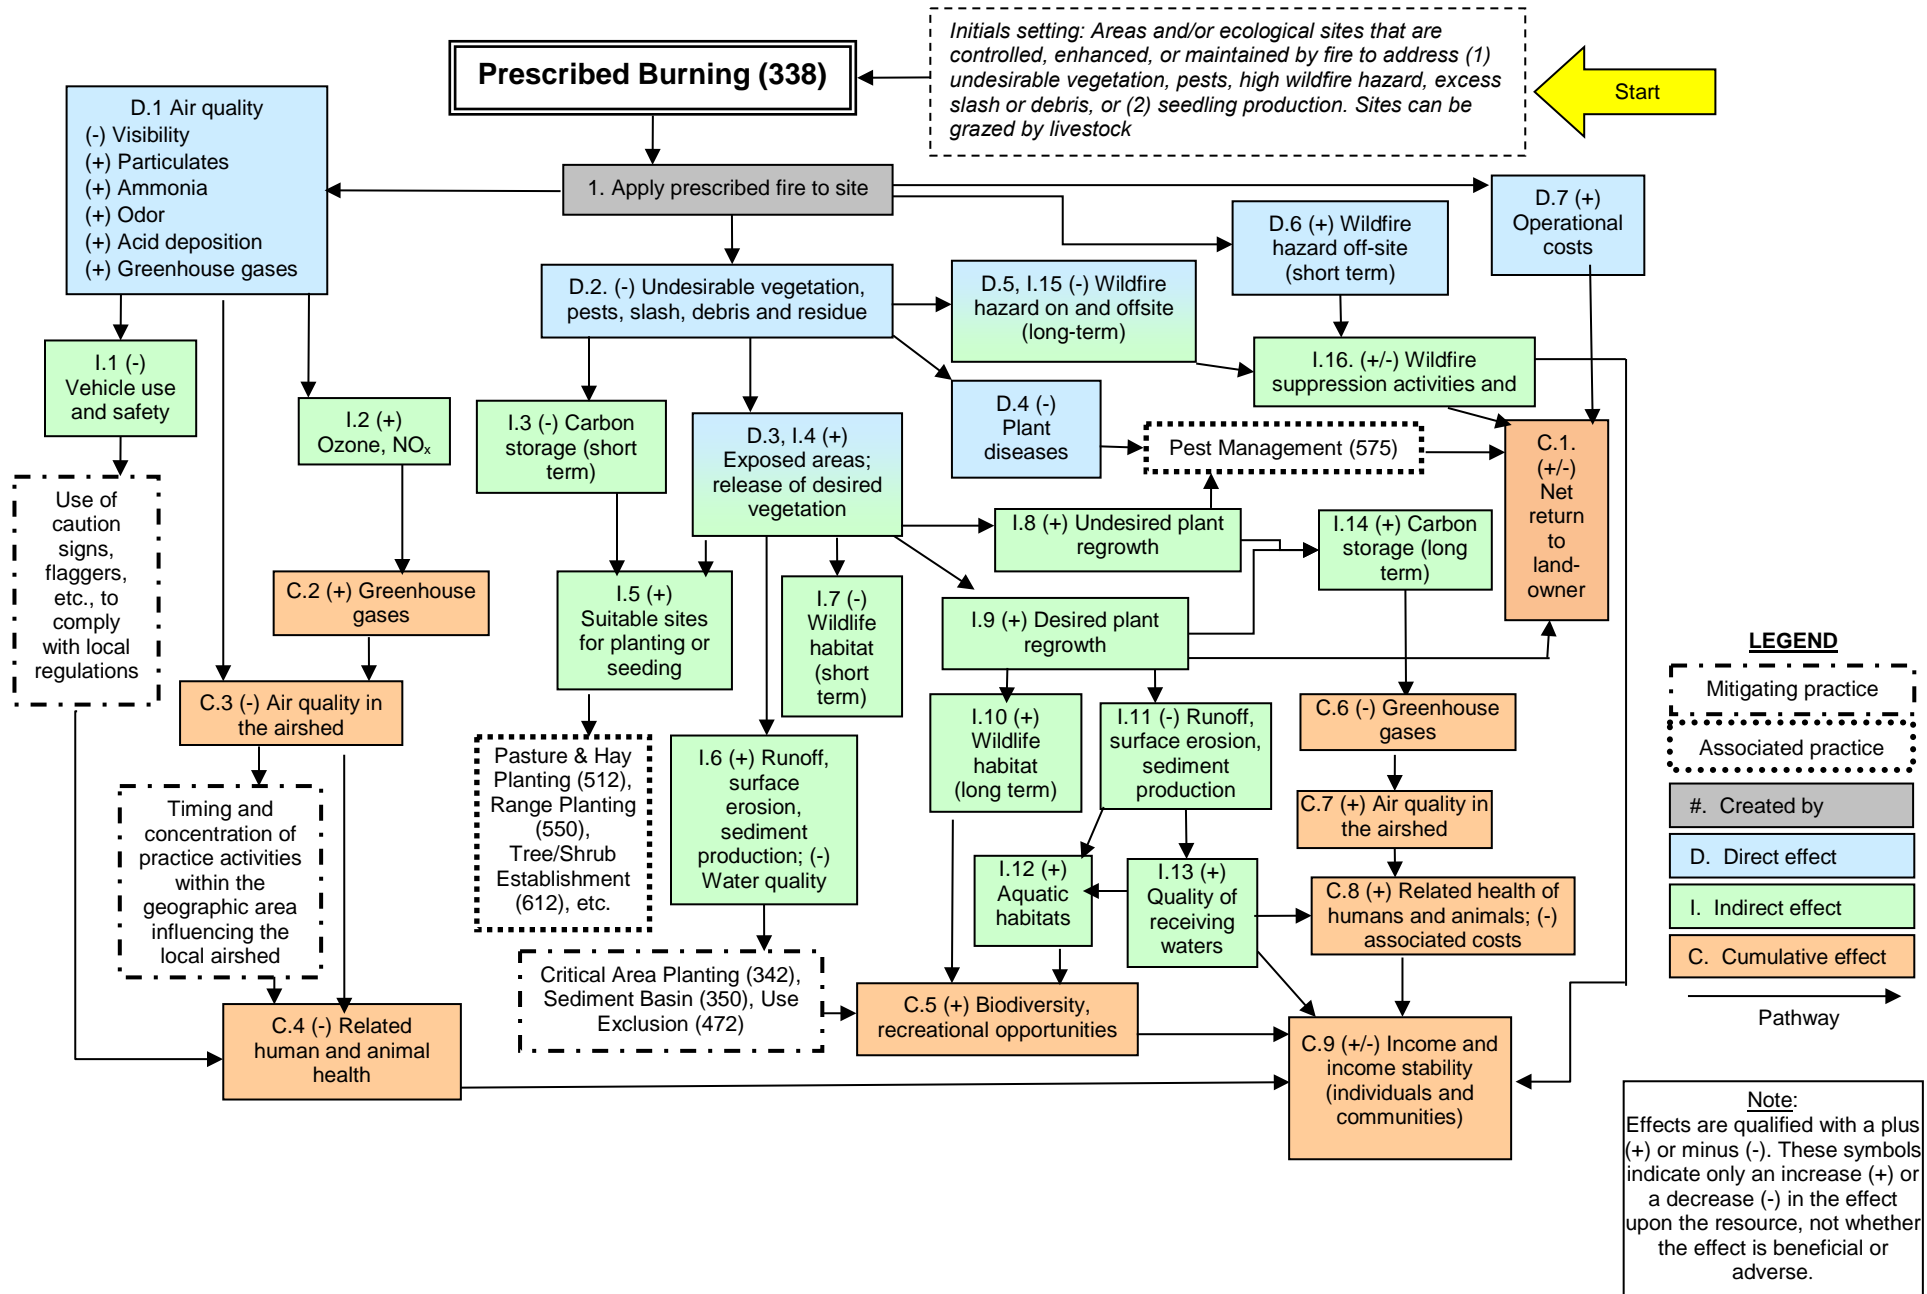 Prescribed Burning (338)
Initials setting: Areas and/or ecological sites that are
controlled, enhanced, or maintained by fire to address (1)
undesirable vegetation, pests, high wildfire hazard, excess
slash or debris, or (2) seedling production. Sites can be
grazed by livestock
Start
D.1 Air quality
(-) Visibility
(+) Particulates
(+) Ammonia
(+) Odor
(+) Acid deposition
(+) Greenhouse gases
1. Apply prescribed fire to site
D.7 (+)
Operational
costs
D.6 (+) Wildfire
hazard off-site
(short term)
D.2. (-) Undesirable vegetation,
pests, slash, debris and residue
D.5, I.15 (-) Wildfire
hazard on and offsite
(long-term)
I.16. (+/-) Wildfire
suppression activities and
I.1 (-)
Vehicle use
and safety
I.2 (+)
Ozone, NOx
I.3 (-) Carbon
storage (short
term)
D.3, I.4 (+)
Exposed areas;
release of desired
vegetation
D.4 (-)
Plant
diseases
Pest Management (575)
C.1.
(+/-)
Net
return
to
land-
owner
Use of
caution
signs,
flaggers,
etc., to
comply
with local
regulations
I.8 (+) Undesired plant
regrowth
I.14 (+) Carbon
storage (long
term)
C.2 (+) Greenhouse
gases
I.5 (+)
Suitable sites
for planting or
seeding
I.7 (-)
Wildlife
habitat
(short
term)
I.9 (+) Desired plant
regrowth
C.3 (-) Air quality in
the airshed
Pasture & Hay
Planting (512),
Range Planting
(550),
Tree/Shrub
Establishment
(612), etc.
I.6 (+) Runoff,
surface
erosion,
sediment
production; (-)
Water quality
I.10 (+)
Wildlife
habitat
(long term)
I.11 (-) Runoff,
surface erosion,
sediment
production
C.6 (-) Greenhouse
gases
C.7 (+) Air quality in
the airshed
Timing and
concentration of
practice activities
within the
geographic area
influencing the
local airshed
I.12 (+)
Aquatic
habitats
I.13 (+)
Quality of
receiving
waters
C.8 (+) Related health of
humans and animals; (-)
associated costs
Critical Area Planting (342),
Sediment Basin (350), Use
Exclusion (472)
C.5 (+) Biodiversity,
recreational opportunities
C.4 (-) Related
human and animal
health
C.9 (+/-) Income and
income stability
(individuals and
communities)
LEGEND
Mitigating practice
Associated practice
#. Created by
D. Direct effect
I. Indirect effect
C. Cumulative effect
Pathway
Note:
Effects are qualified with a plus
(+) or minus (-). These symbols
indicate only an increase (+) or
a decrease (-) in the effect
upon the resource, not whether
the effect is beneficial or
adverse.